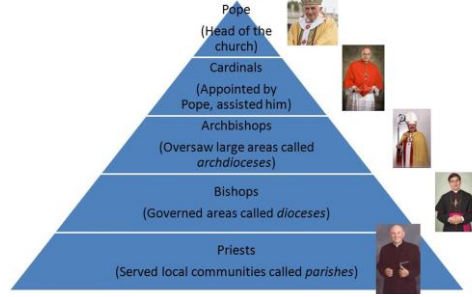 Pope
(Head of the
church)
Cardinals
(Appointed by
Pope, assisted him)
Archbishops
(Oversaw large areas called
archdioceses)
Bishops
(Governed areas called dioceses)
Priests
(Served local communities called parishes)